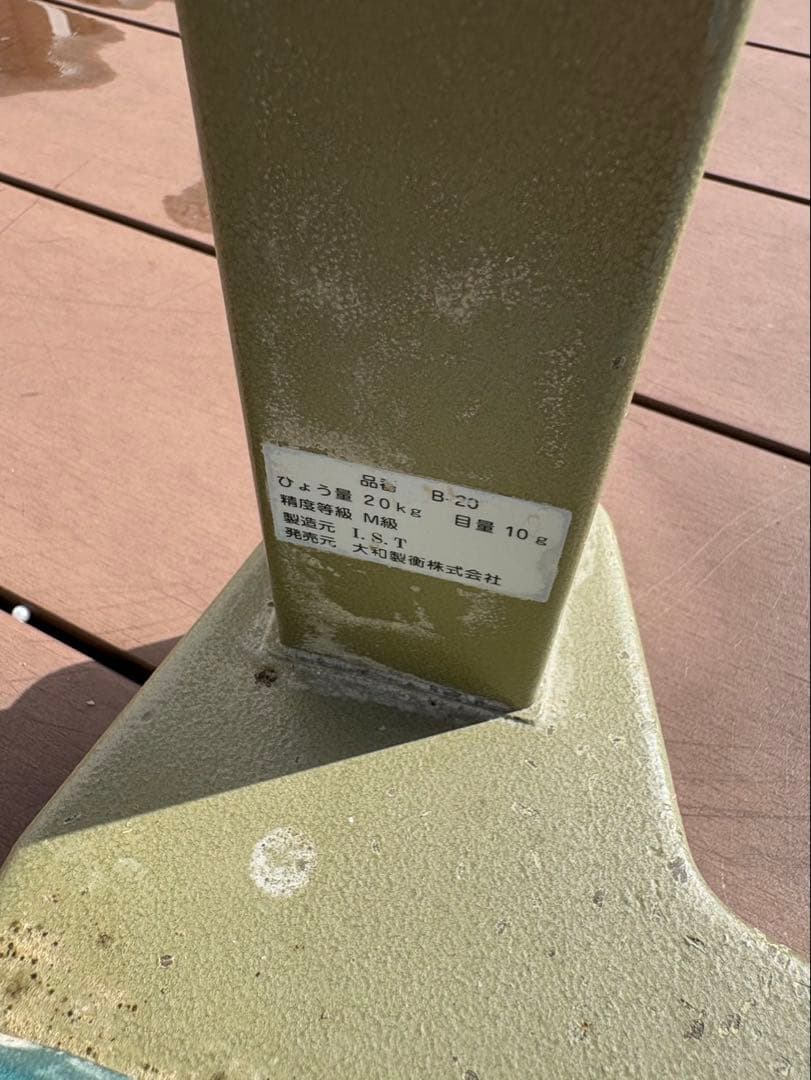 品番 B-20
ひょう量 20kg 目量 10g
精度等級 M級
製造元 I.S.T
発売元 大和製衡株式会社